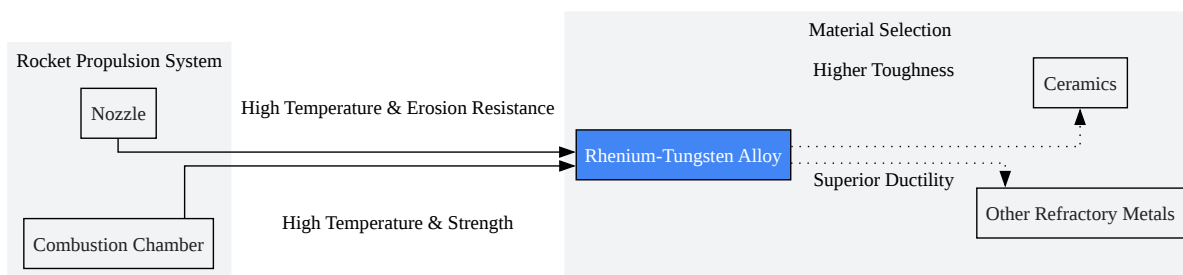 Rocket Propulsion System
Nozzle
Combustion Chamber
High Temperature & Erosion Resistance
High Temperature & Strength
Material Selection
Higher Toughness
Ceramics
Rhenium-Tungsten Alloy
Superior Ductility
Other Refractory Metals